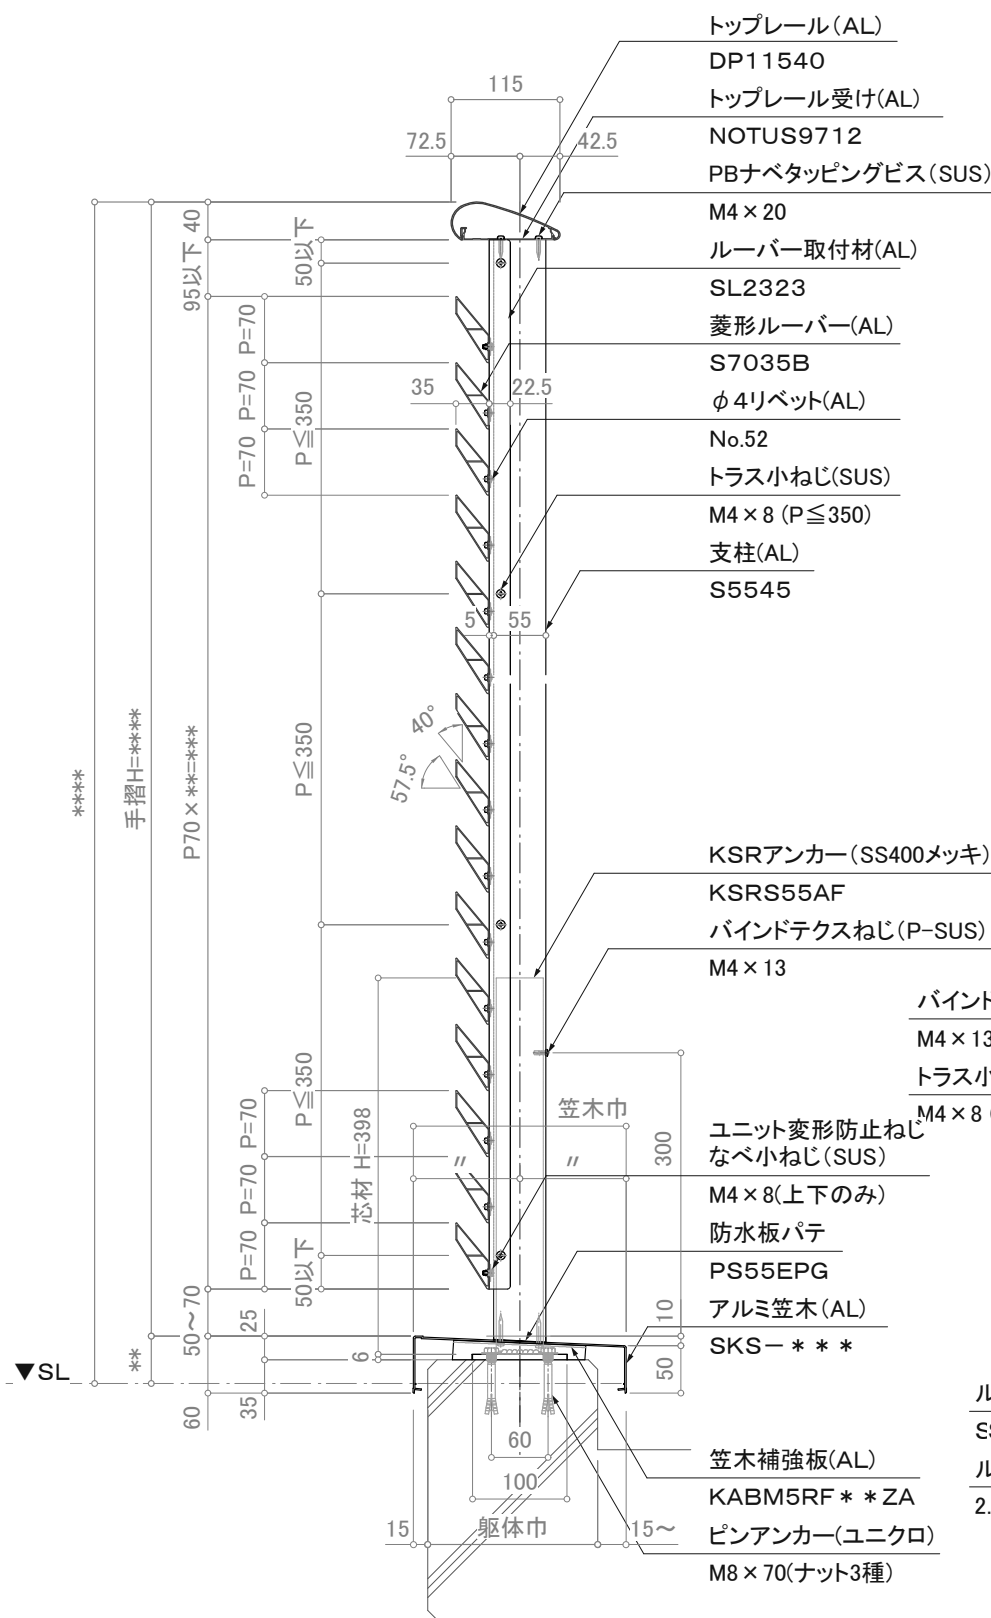 トップレール(AL)
DP11540
トップレール受け(AL)
NOTUS9712
PBナベタッピングビス(SUS)
M4×20
ルーバー取付材(AL)
SL2323
菱形ルーバー(AL)
S7035B
φ4リベット(AL)
No.52
トラス小ねじ(SUS)
M4×8 (P≦350)
支柱(AL)
S5545
115
72.5
42.5
40
95以下
50以下
P=70
P=70
P=70
P≦350
35
22.5
5
55
40°
57.5°
P≦350
****
手摺H=****
P70×**=***
KSRアンカー(SS400メッキ)
KSRS55AF
バインドテクスねじ(P-SUS)
M4×13
バインド
M4×13
トラス小
M4×8
P≦350
P=70
P=70
P=70
50以下
芯材 H=398
笠木巾
〃
〃
300
ユニット変形防止ねじ
なべ小ねじ(SUS)
M4×8(上下のみ)
防水板パテ
PS55EPG
アルミ笠木(AL)
SKS-***
50~70
25
10
**
6
50
▼SL
60
35
60
100
15
躯体巾
15~
笠木補強板(AL)
KABM5RF**ZA
ピンアンカー(ユニクロ)
M8×70(ナット3種)
ル
SS
ル
2.